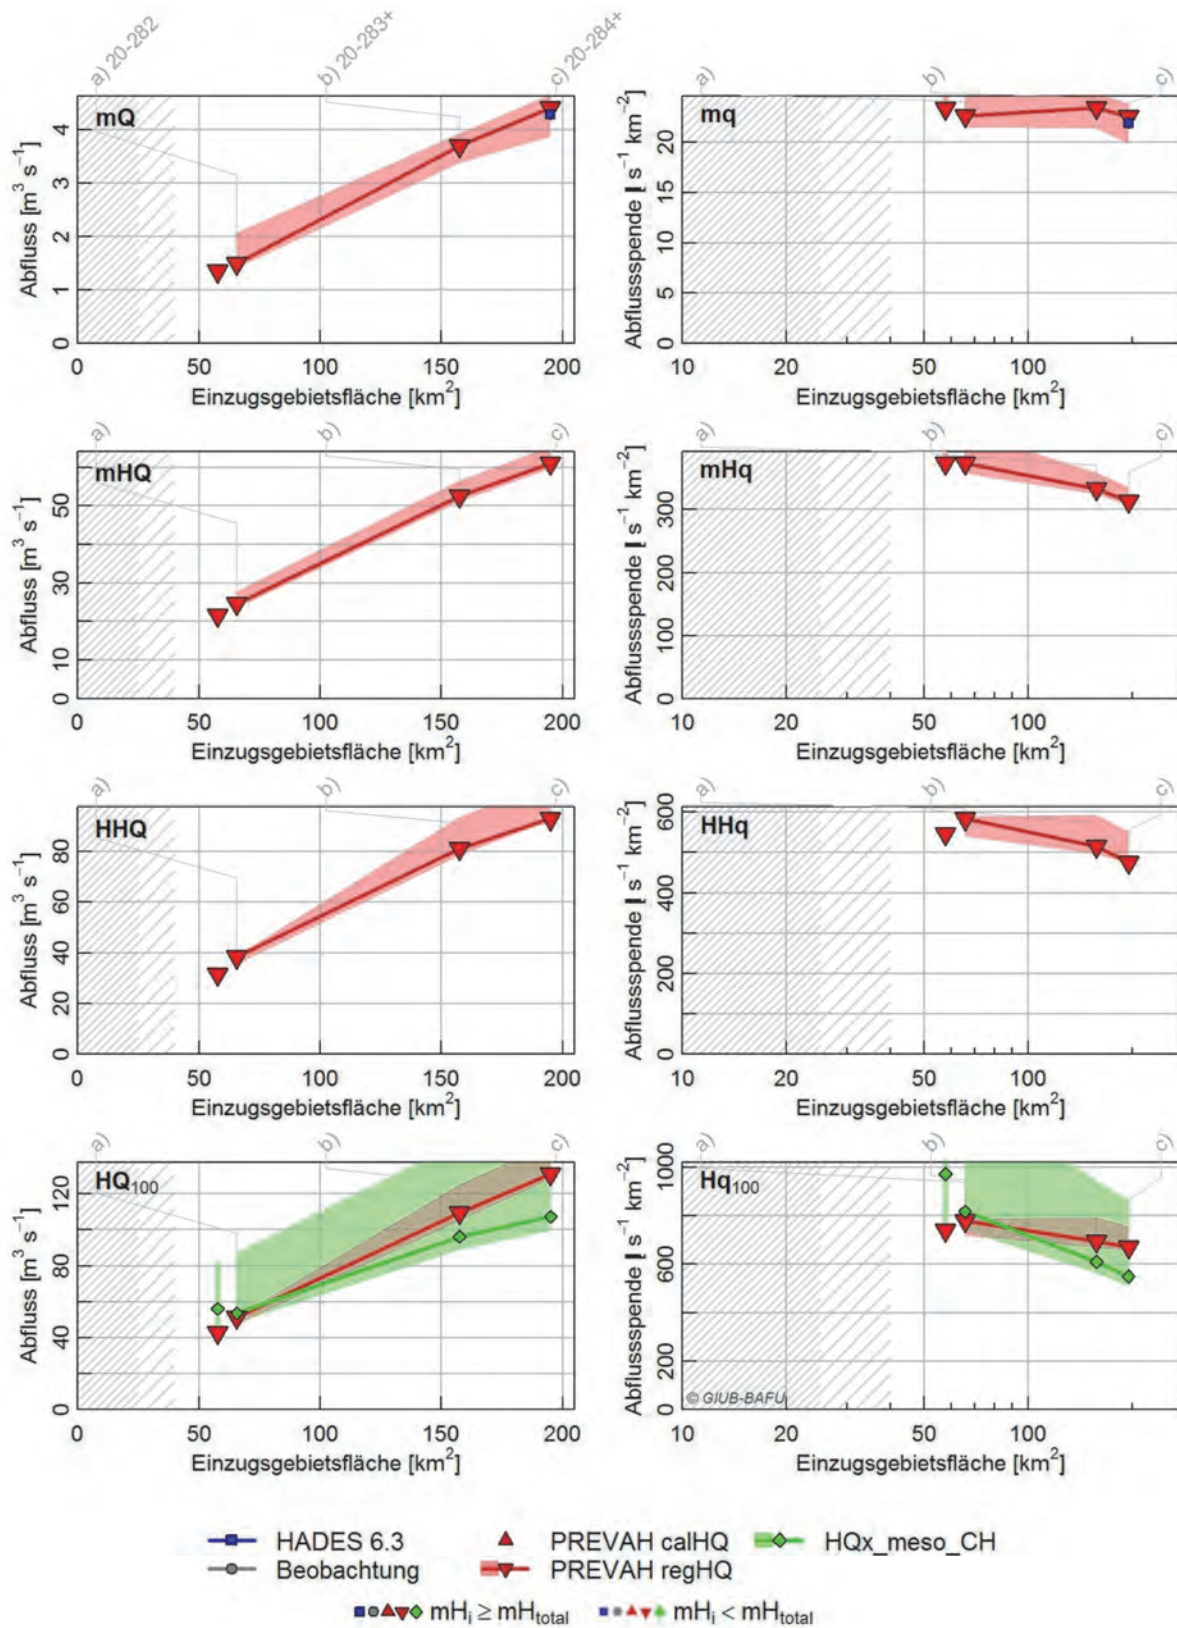 a) 20-282
b) 20-283+
c) 20-284+
mQ
Abfluss [m³ s⁻¹]
0 1 2 3 4
0 50 100 150 200
Einzugsgebietsfläche [km²]
a) b) c)
mq
Abflussspende [l s⁻¹ km⁻²]
0 5 10 15 20
10 20 50 100
Einzugsgebietsfläche [km²]
a) b) c)
mHQ
Abfluss [m³ s⁻¹]
0 10 30 50
0 50 100 150 200
Einzugsgebietsfläche [km²]
a) b) c)
mHq
Abflussspende [l s⁻¹ km⁻²]
0 100 200 300
10 20 50 100
Einzugsgebietsfläche [km²]
a) b) c)
HHQ
Abfluss [m³ s⁻¹]
0 20 40 60 80
0 50 100 150 200
Einzugsgebietsfläche [km²]
a) b) c)
HHq
Abflussspende [l s⁻¹ km⁻²]
0 200 400 600
10 20 50 100
Einzugsgebietsfläche [km²]
a) b) c)
HQ₁₀₀
Abfluss [m³ s⁻¹]
0 40 80 120
0 50 100 150 200
Einzugsgebietsfläche [km²]
a) b) c)
Hq₁₀₀
Abflussspende [l s⁻¹ km⁻²]
0 200 400 600 1000
© GIUB-BAFU
10 20 50 100
Einzugsgebietsfläche [km²]
HADES 6.3 PREVAH calHQ HQx_meso_CH
Beobachtung PREVAH regHQ
mHᵢ ≥ mH_total mHᵢ < mH_total